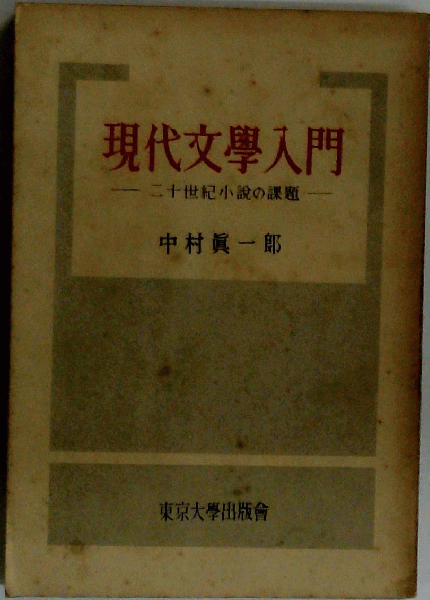 現代文學入門
― 二十世紀小説の課題 ―
中村眞一郎
東京大學出版會